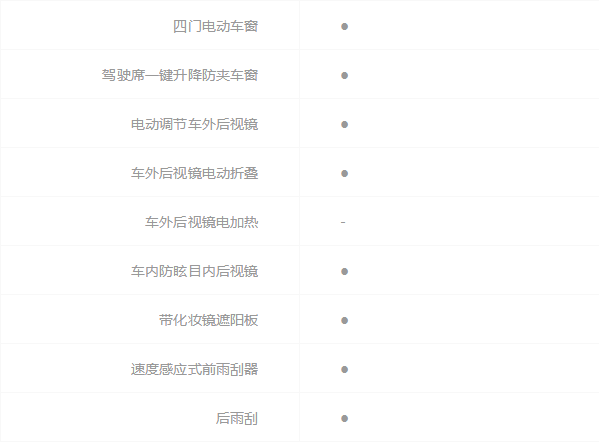 四门电动车窗 ●
驾驶席一键升降防夹车窗 ●
电动调节车外后视镜 ●
车外后视镜电动折叠 ●
车外后视镜电加热 -
车内防眩目内后视镜 ●
带化妆镜遮阳板 ●
速度感应式前雨刮器 ●
后雨刮 ●